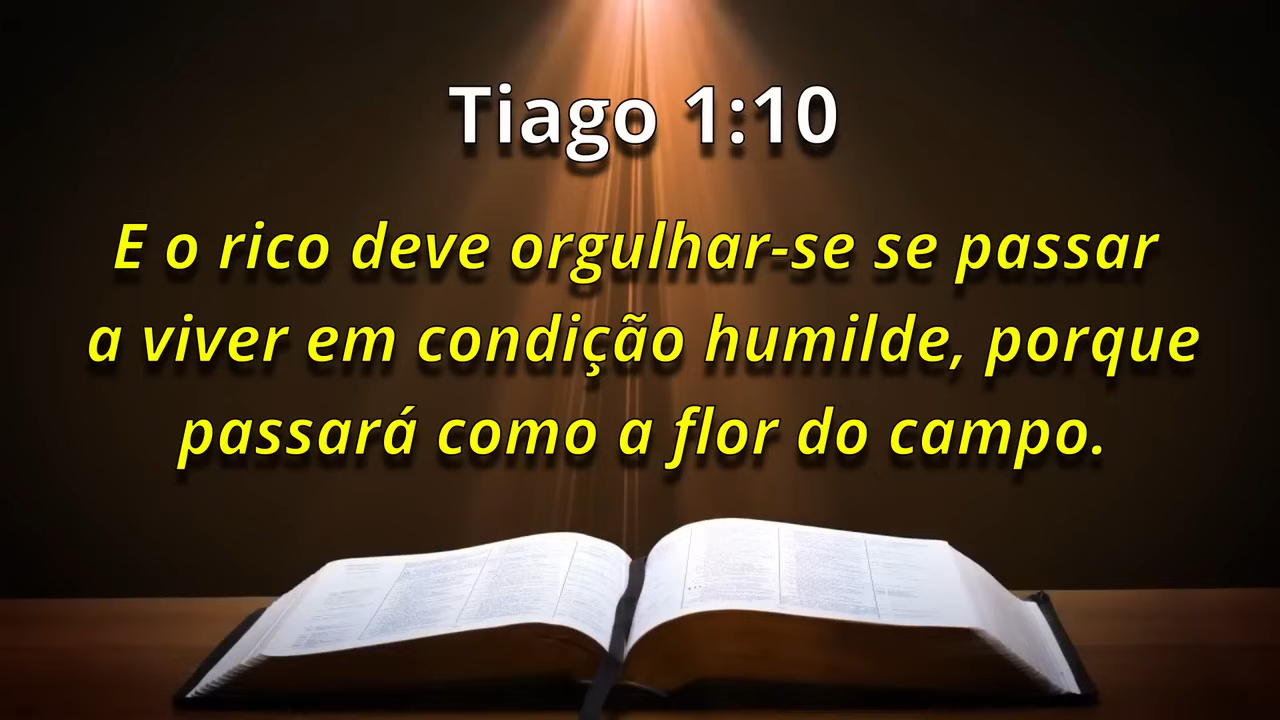 Tiago 1:10
E o rico deve orgulhar-se se passar
a viver em condição humilde, porque
passará como a flor do campo.